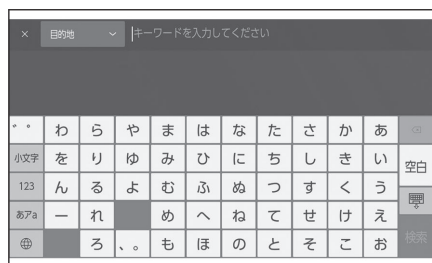 × 目的地 キーワードを入力してください
゛゜ わ ら や ま は な た さ か あ
小文字 を り ゆ み ひ に ち し き い 空白
123 ん る よ む ふ ぬ つ す く う
あアa ー れ め へ ね て せ け え
ろ 、。 も ほ の と そ こ お 検索